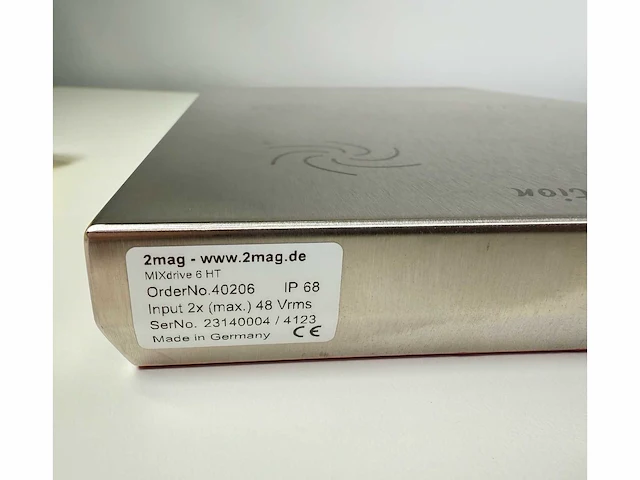 2mag - www.2mag.de
MIXdrive 6 HT
OrderNo.40206 IP 68
Input 2x (max.) 48 Vrms
SerNo. 23140004 / 4123
Made in Germany CE